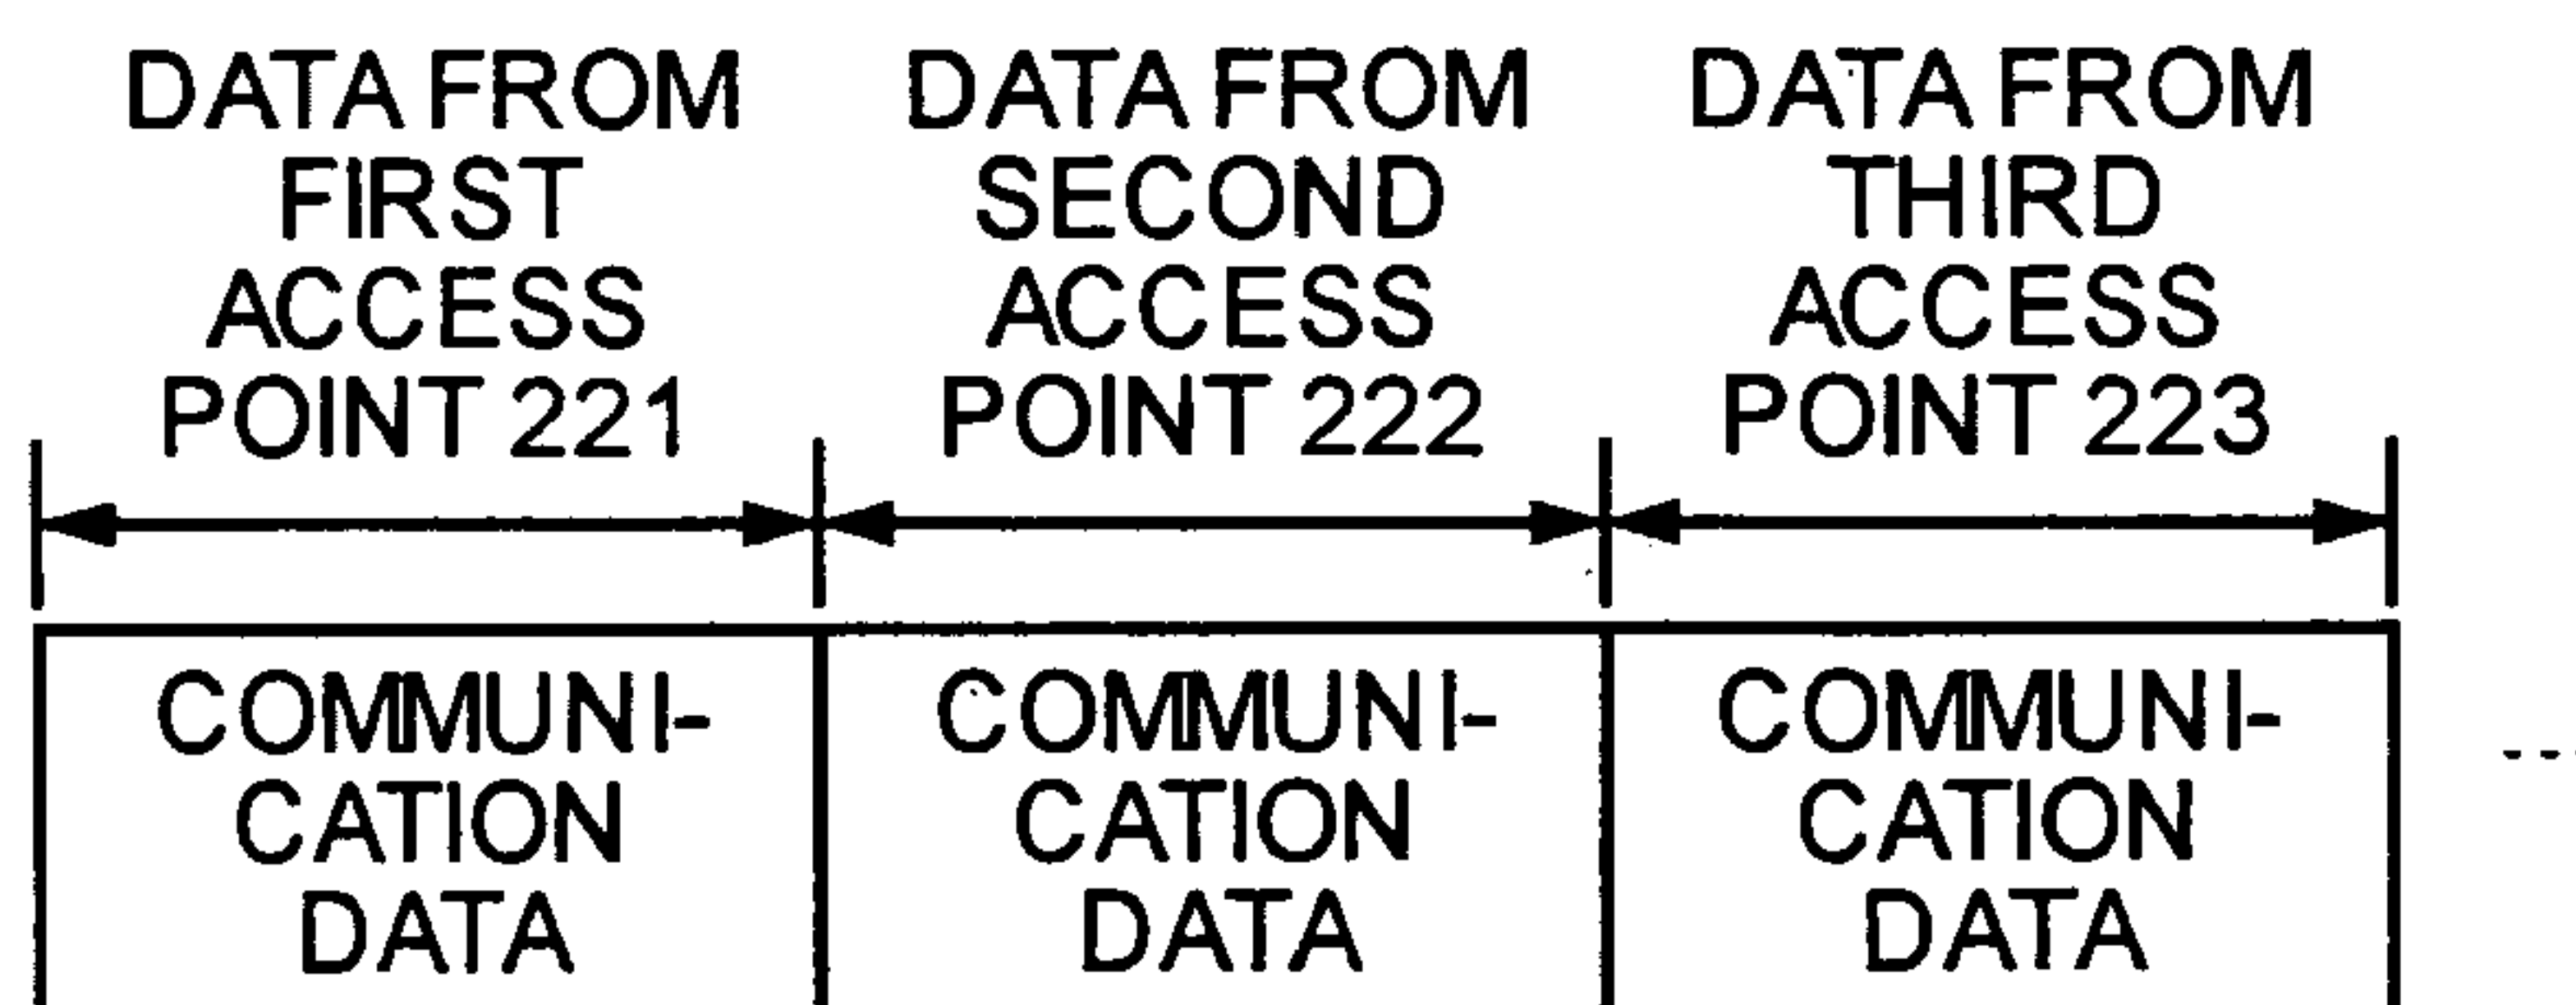 DATA FROM
FIRST
ACCESS
POINT 221
DATA FROM
SECOND
ACCESS
POINT 222
DATA FROM
THIRD
ACCESS
POINT 223
COMMUNI-
CATION
DATA
COMMUNI-
CATION
DATA
COMMUNI-
CATION
DATA